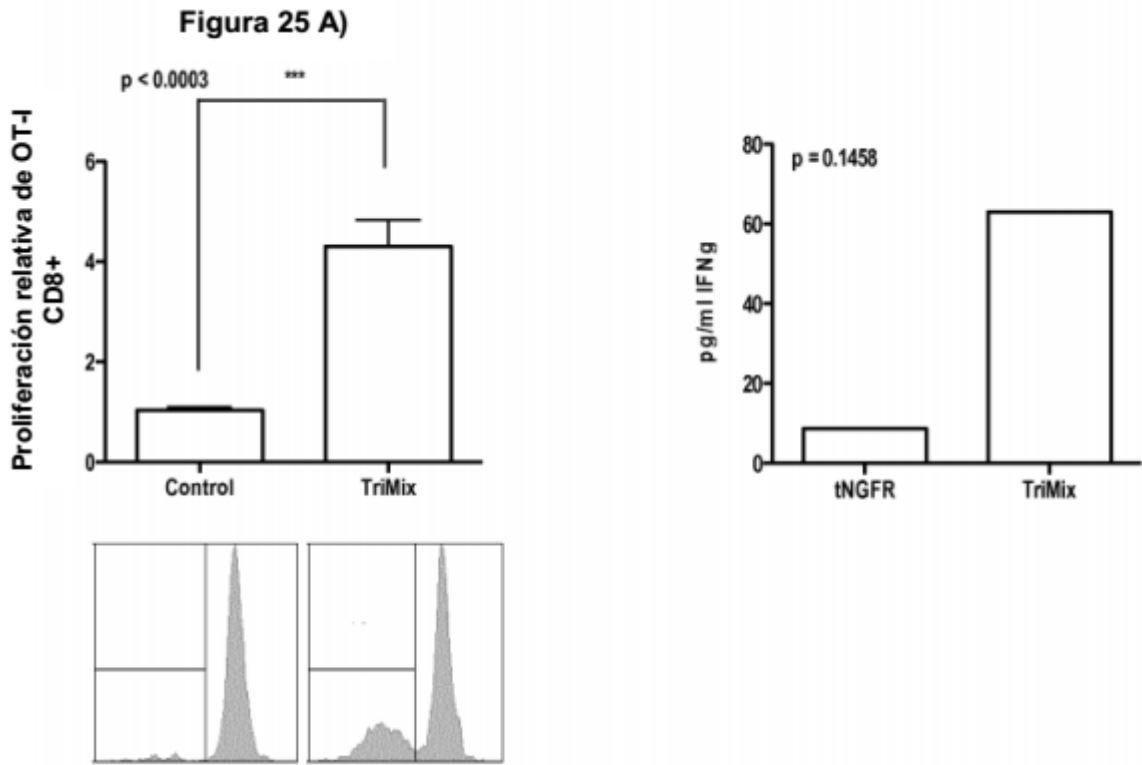 Figura 25 A)
p < 0.0003
***
Proliferación relativa de OT-I
CD8+
6
4
2
0
Control
TriMix
p = 0.1458
pg/ml IFNg
80
60
40
20
0
tNGFR
TriMix